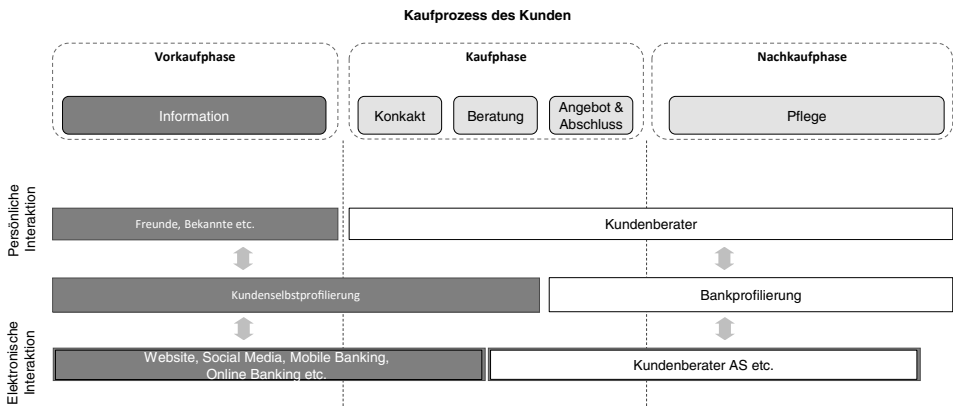 Kaufprozess des Kunden
Vorkaufphase
Kaufphase
Nachkaufphase
Information
Konkakt
Beratung
Angebot &
Abschluss
Pflege
Persönliche
Interaktion
Freunde, Bekannte etc.
Kundenberater
Kundenselbstprofilierung
Bankprofilierung
Elektronische
Interaktion
Website, Social Media, Mobile Banking,
Online Banking etc.
Kundenberater AS etc.